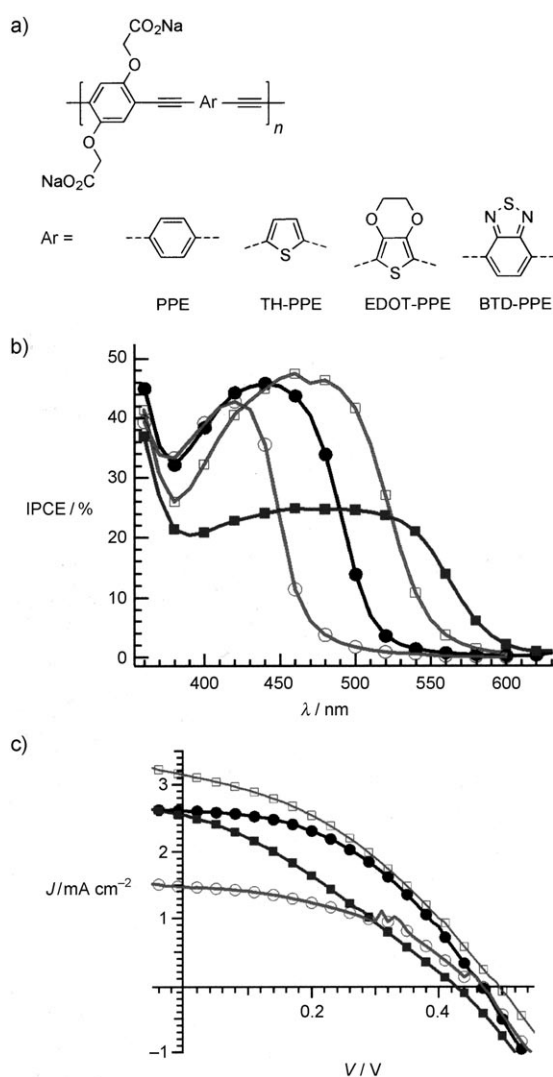 a)
CO2Na
O
[ Ar ]n
O
NaO2C
S
O O
N N
Ar =
S S
PPE TH-PPE EDOT-PPE BTD-PPE
b)
50
40
30
IPCE / %
20
10
0
400 450 500 550 600
λ / nm
c)
3
2
J/mA cm–2
1
0.2 0.4
−1
V / V